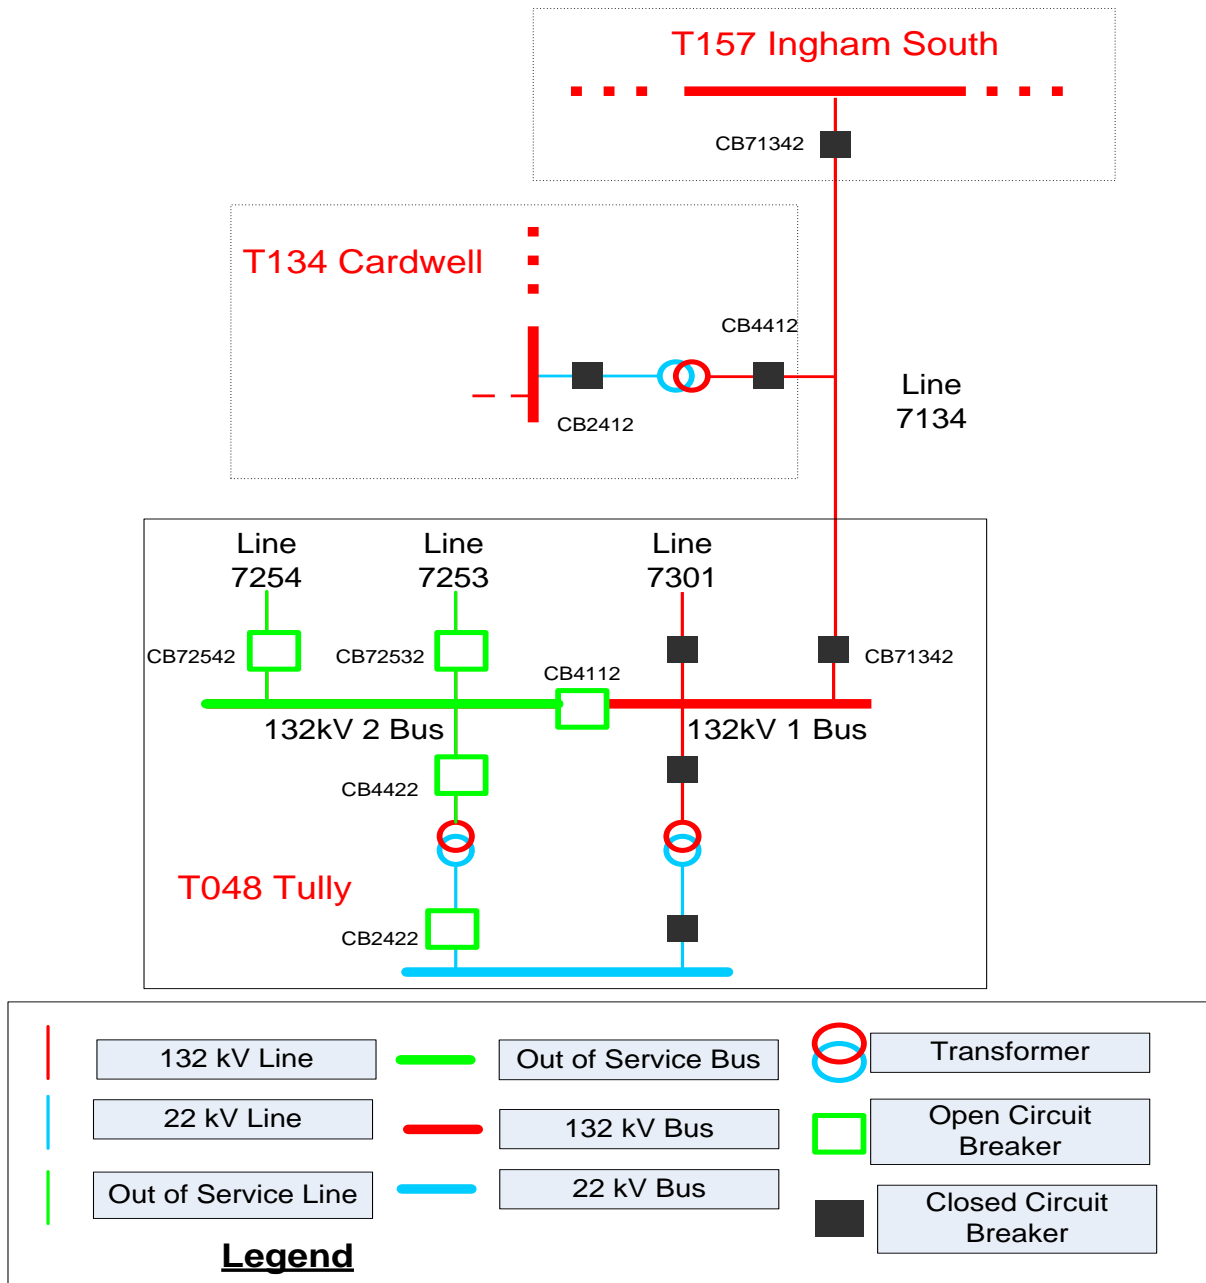 T157 Ingham South
CB71342
T134 Cardwell
CB4412
CB2412
Line
7134
Line
7254
Line
7253
Line
7301
CB72542
CB72532
CB4112
CB71342
132kV 2 Bus
132kV 1 Bus
CB4422
T048 Tully
CB2422
132 kV Line
Out of Service Bus
Transformer
22 kV Line
132 kV Bus
Open Circuit
Breaker
Out of Service Line
22 kV Bus
Closed Circuit
Breaker
Legend